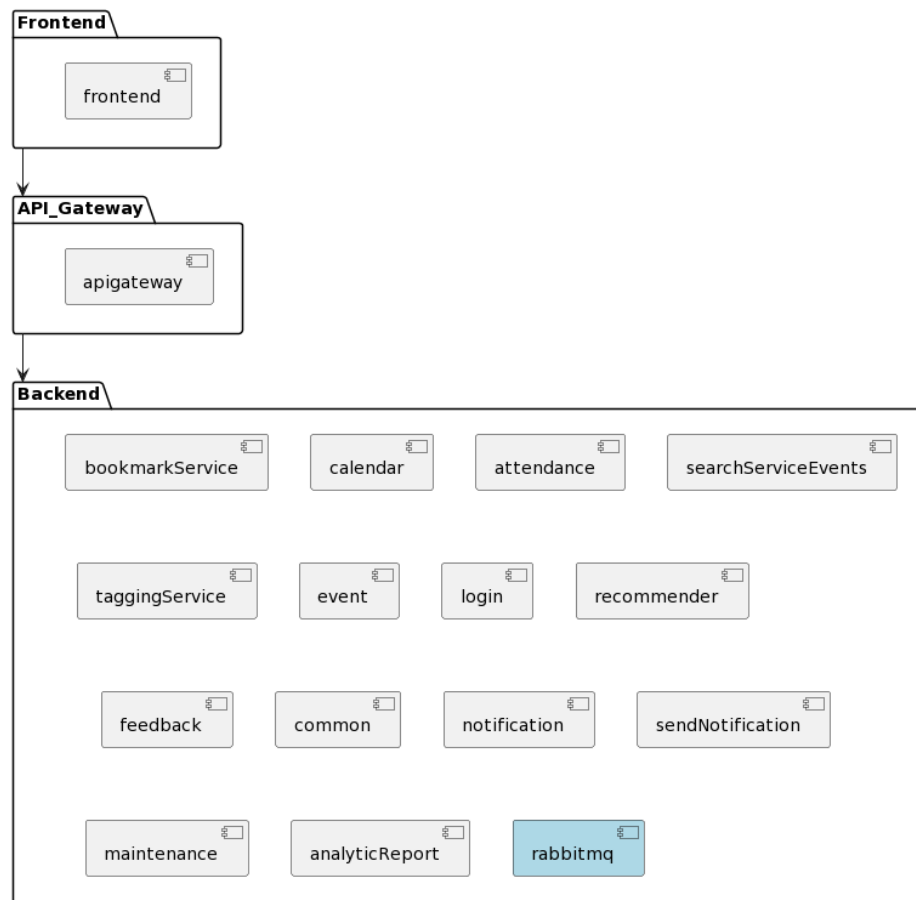 Frontend
frontend
API_Gateway
apigateway
Backend
bookmarkService
calendar
attendance
searchServiceEvents
taggingService
event
login
recommender
feedback
common
notification
sendNotification
maintenance
analyticReport
rabbitmq